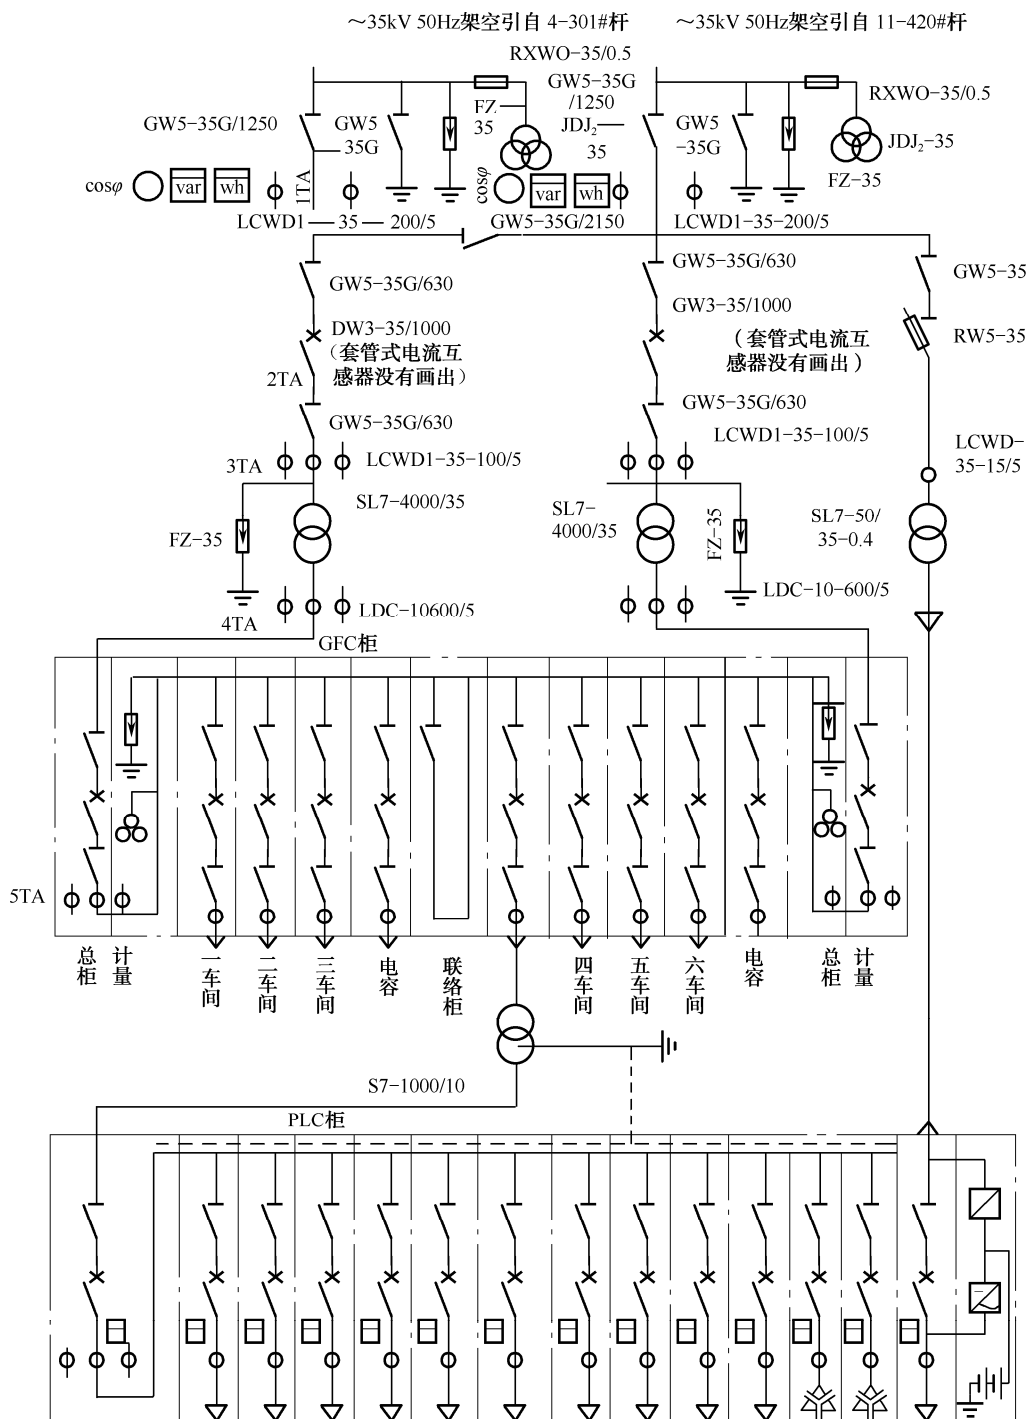 ～35kV 50Hz架空引自 4-301#杆
～35kV 50Hz架空引自 11-420#杆
RXWO-35/0.5
GW5-35G
/1250
RXWO-35/0.5
FZ
35
GW5-35G/1250
GW5
35G
JDJ₂
35
GW5
-35G
JDJ₂-35
FZ-35
cosφ
var
wh
1TA
cosφ
var
wh
LCWD1 — 35 — 200/5
GW5-35G/2150
LCWD1-35-200/5
GW5-35G/630
GW5-35G/630
GW5-35
DW3-35/1000
(套管式电流互
感器没有画出)
GW3-35/1000
(套管式电流互
感器没有画出)
RW5-35
2TA
GW5-35G/630
GW5-35G/630
3TA
LCWD1-35-100/5
LCWD1-35-100/5
LCWD-
35-15/5
SL7-4000/35
SL7-
4000/35
SL7-50/
35-0.4
FZ-35
FZ-35
LDC-10600/5
LDC-10-600/5
4TA
GFC柜
5TA
总柜
计量
一车间
二车间
三车间
电容
联络柜
四车间
五车间
六车间
电容
总柜
计量
S7-1000/10
PLC柜